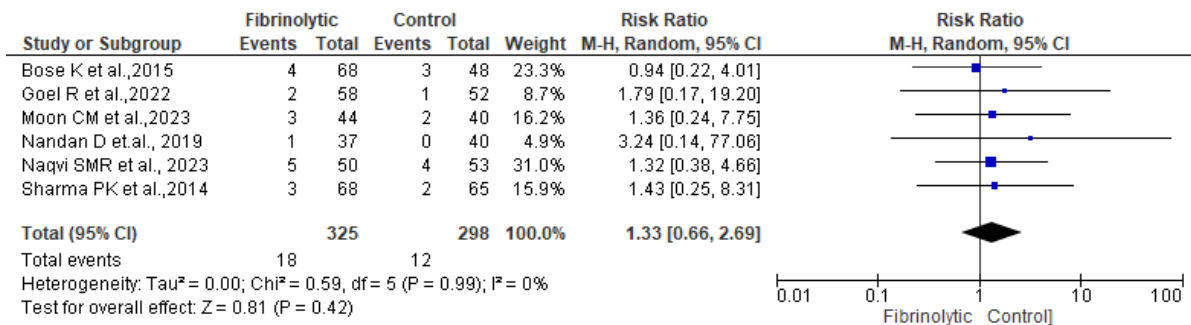 Fibrinolytic Control Risk Ratio Risk Ratio
Study or Subgroup Events Total Events Total Weight M-H, Random, 95% CI M-H, Random, 95% CI
Bose K et al.,2015 4 68 3 48 23.3% 0.94 [0.22, 4.01]
Goel R et al.,2022 2 58 1 52 8.7% 1.79 [0.17, 19.20]
Moon CM et al.,2023 3 44 2 40 16.2% 1.36 [0.24, 7.75]
Nandan D et.al., 2019 1 37 0 40 4.9% 3.24 [0.14, 77.06]
Naqvi SMR et al., 2023 5 50 4 53 31.0% 1.32 [0.38, 4.66]
Sharma PK et al.,2014 3 68 2 65 15.9% 1.43 [0.25, 8.31]
Total (95% CI) 325 298 100.0% 1.33 [0.66, 2.69]
Total events 18 12
Heterogeneity: Tau² = 0.00; Chi² = 0.59, df = 5 (P = 0.99); I² = 0%
Test for overall effect: Z = 0.81 (P = 0.42)
0.01 0.1 1 10 100
Fibrinolytic Control]